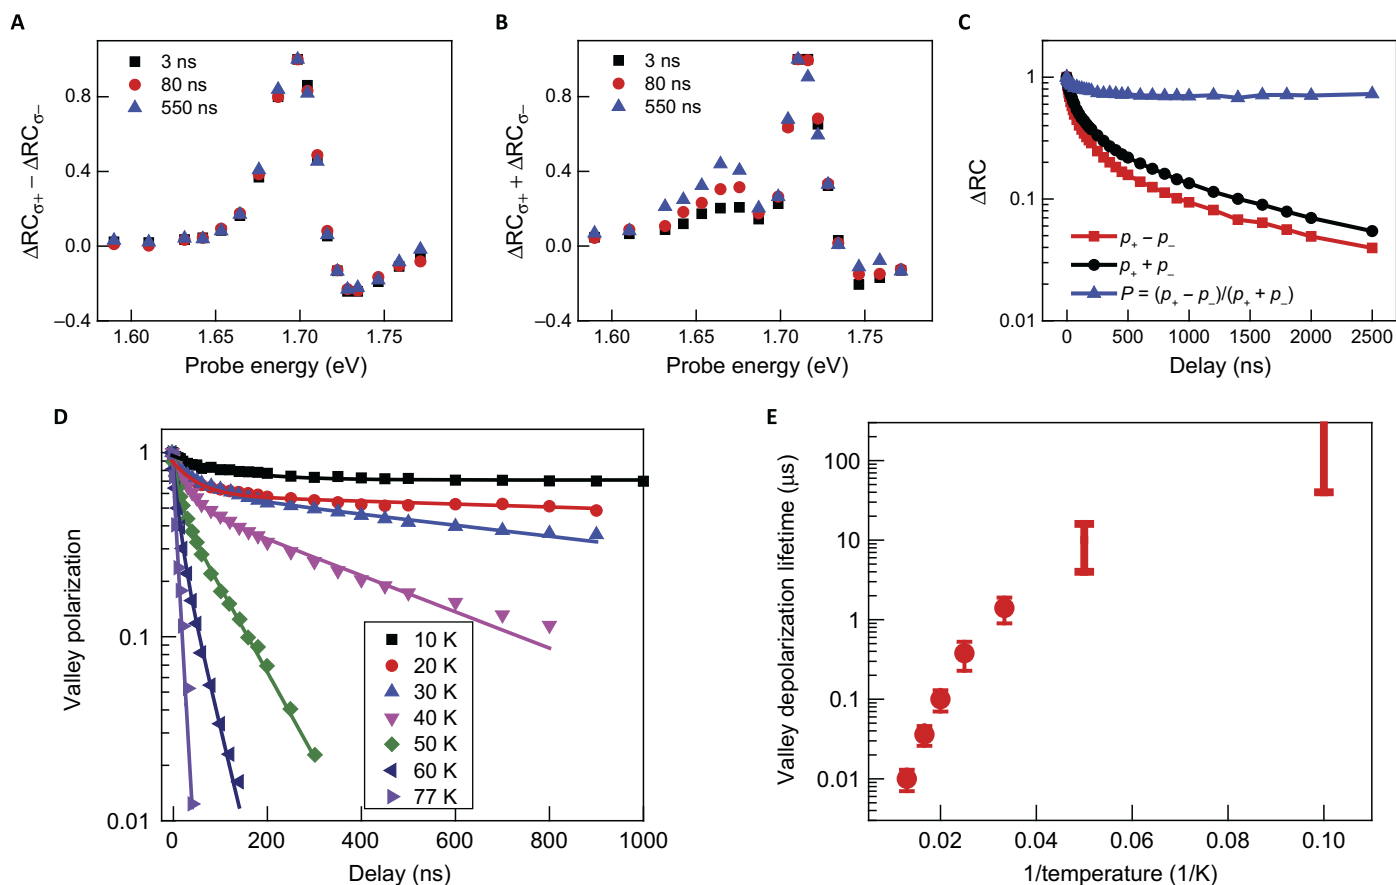 A
ΔRCσ+ − ΔRCσ−
3 ns
80 ns
550 ns
0.8
0.4
0.0
−0.4
1.60
1.65
1.70
1.75
Probe energy (eV)
B
ΔRCσ+ + ΔRCσ−
3 ns
80 ns
550 ns
0.8
0.4
0.0
−0.4
1.60
1.65
1.70
1.75
Probe energy (eV)
C
ΔRC
1
0.1
0.01
p+ − p−
p+ + p−
P = (p+ − p−)/(p+ + p−)
0
500
1000
1500
2000
2500
Delay (ns)
D
Valley polarization
1
0.1
0.01
10 K
20 K
30 K
40 K
50 K
60 K
77 K
0
200
400
600
800
1000
Delay (ns)
E
Valley depolarization lifetime (μs)
100
10
1
0.1
0.01
0.02
0.04
0.06
0.08
0.10
1/temperature (1/K)